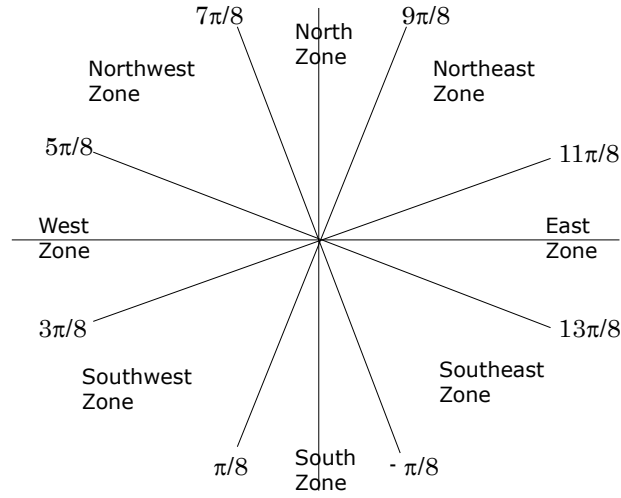 7π/8
North
Zone
9π/8
Northwest
Zone
Northeast
Zone
5π/8
11π/8
West
Zone
East
Zone
3π/8
13π/8
Southwest
Zone
Southeast
Zone
π/8
South
Zone
- π/8